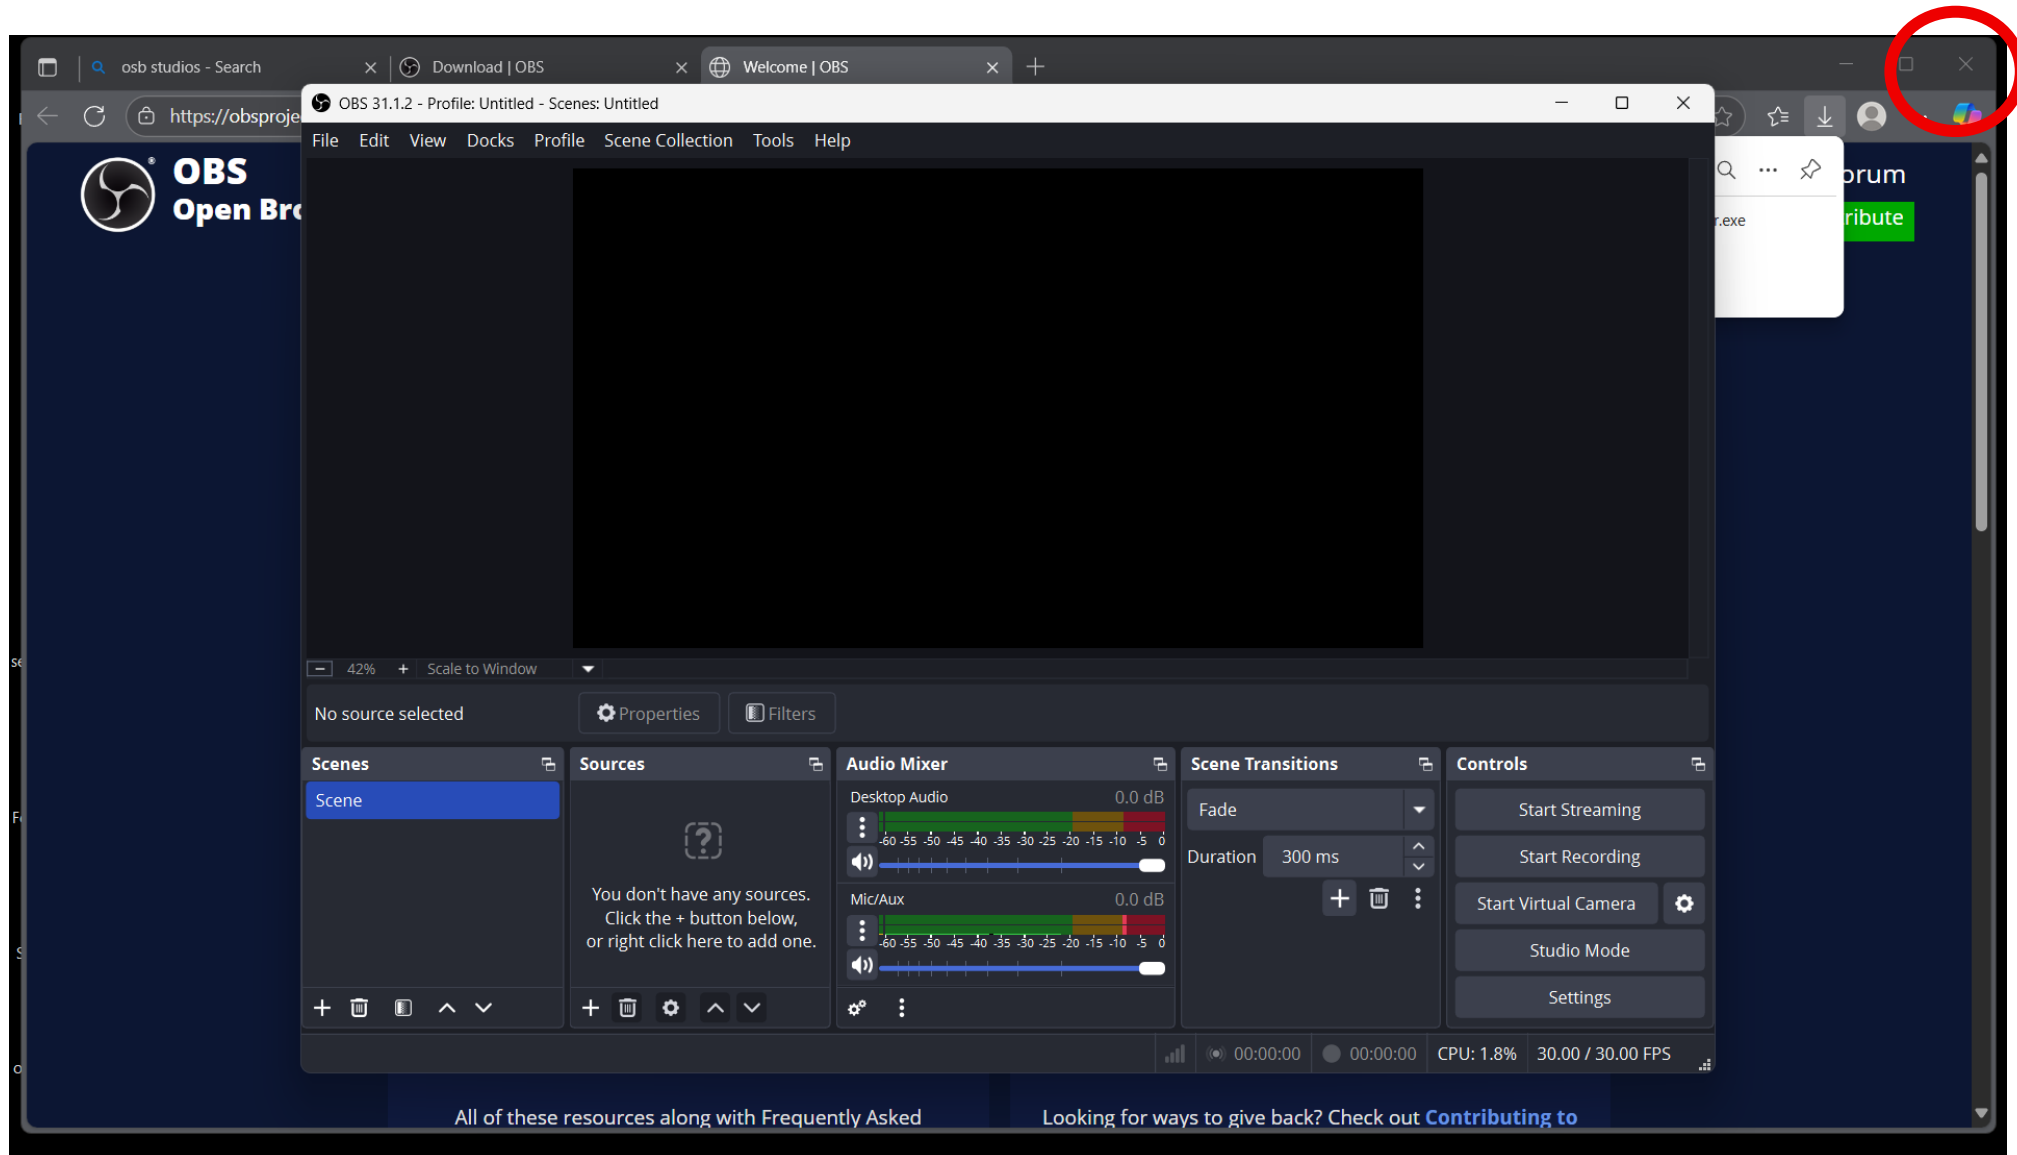 osb studios - Search
Download | OBS
Welcome | OBS
https://obsproje
OBS 31.1.2 - Profile: Untitled - Scenes: Untitled
File Edit View Docks Profile Scene Collection Tools Help
OBS
Open Bro
orum
ribute
r.exe
42% Scale to Window
No source selected
Properties
Filters
Scenes
Scene
Sources
You don't have any sources.
Click the + button below,
or right click here to add one.
Audio Mixer
Desktop Audio 0.0 dB
-60 -55 -50 -45 -40 -35 -30 -25 -20 -15 -10 -5 0
Mic/Aux 0.0 dB
-60 -55 -50 -45 -40 -35 -30 -25 -20 -15 -10 -5 0
Scene Transitions
Fade
Duration 300 ms
Controls
Start Streaming
Start Recording
Start Virtual Camera
Studio Mode
Settings
00:00:00 00:00:00 CPU: 1.8% 30.00 / 30.00 FPS
All of these resources along with Frequently Asked
Looking for ways to give back? Check out Contributing to